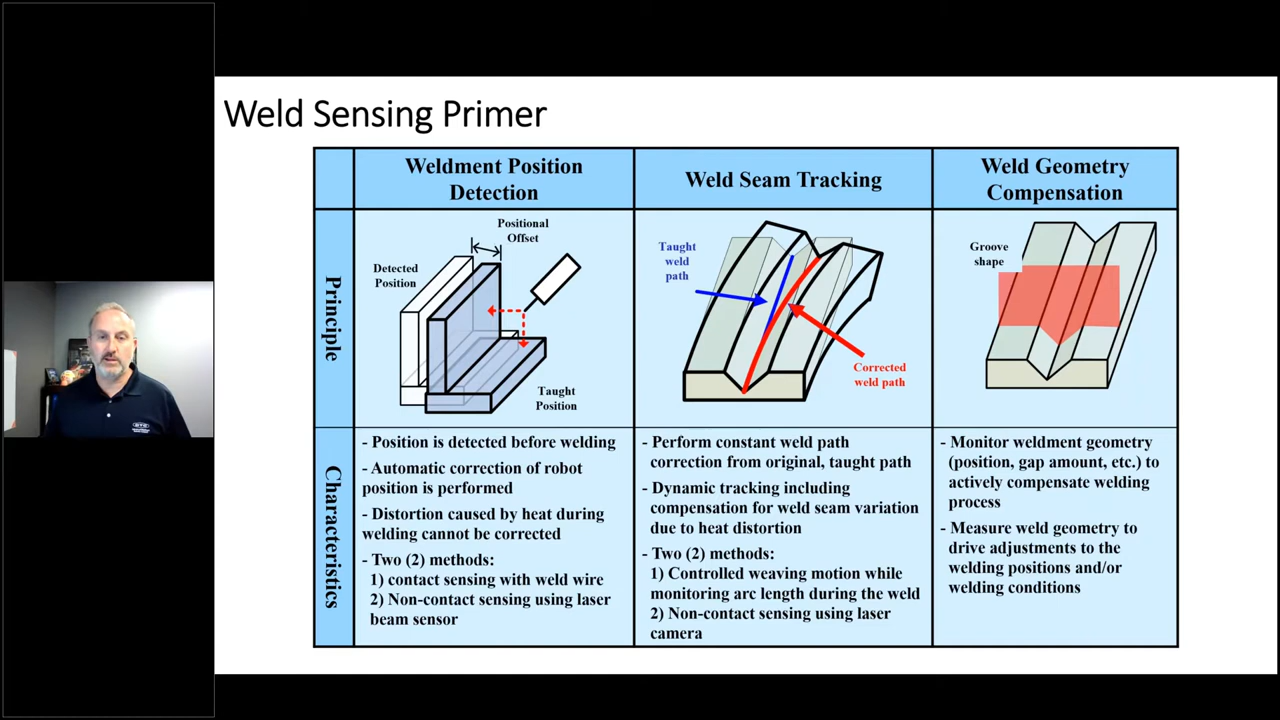 Weld Sensing Primer
Weldment Position
Detection
Weld Seam Tracking
Weld Geometry
Compensation
Principle
Positional
Offset
Detected
Position
Taught
Position
Taught
weld
path
Corrected
weld path
Groove
shape
Characteristics
- Position is detected before welding
- Automatic correction of robot
position is performed
- Distortion caused by heat during
welding cannot be corrected
- Two (2) methods:
1) contact sensing with weld wire
2) Non-contact sensing using laser
beam sensor
- Perform constant weld path
correction from original, taught path
- Dynamic tracking including
compensation for weld seam variation
due to heat distortion
- Two (2) methods:
1) Controlled weaving motion while
monitoring arc length during the weld
2) Non-contact sensing using laser
camera
- Monitor weldment geometry
(position, gap amount, etc.) to
actively compensate welding
process
- Measure weld geometry to
drive adjustments to the
welding positions and/or
welding conditions